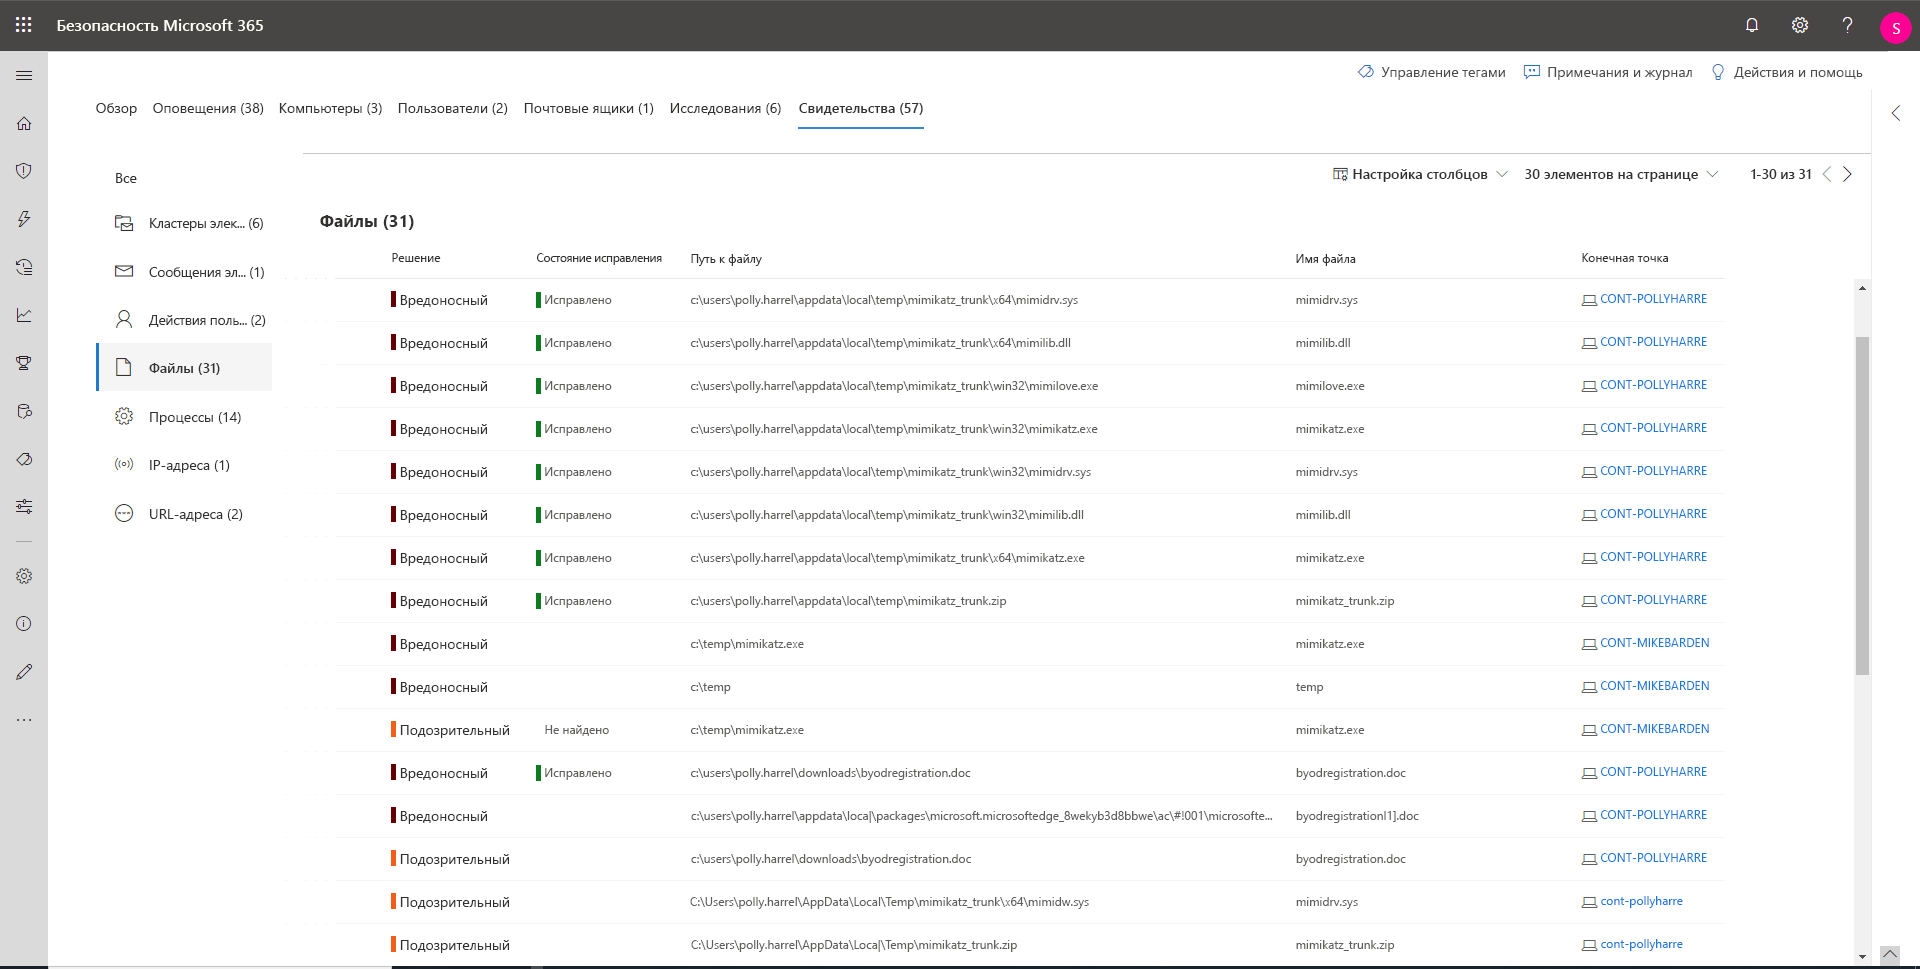 Безопасность Microsoft 365
S
Управление тегами Примечания и журнал Действия и помощь
Обзор Оповещения (38) Компьютеры (3) Пользователи (2) Почтовые ящики (1) Исследования (6) Свидетельства (57)
Все
Кластеры элек... (6)
Сообщения эл... (1)
Действия поль... (2)
Файлы (31)
Процессы (14)
IP-адреса (1)
URL-адреса (2)
Настройка столбцов 30 элементов на странице 1-30 из 31
Файлы (31)
Решение Состояние исправления Путь к файлу Имя файла Конечная точка
Вредоносный Исправлено c:\users\polly.harrel\appdata\local\temp\mimikatz_trunk\x64\mimidrv.sys mimidrv.sys CONT-POLLYHARRE
Вредоносный Исправлено c:\users\polly.harrel\appdata\local\temp\mimikatz_trunk\x64\mimilib.dll mimilib.dll CONT-POLLYHARRE
Вредоносный Исправлено c:\users\polly.harrel\appdata\local\temp\mimikatz_trunk\win32\mimilove.exe mimilove.exe CONT-POLLYHARRE
Вредоносный Исправлено c:\users\polly.harrel\appdata\local\temp\mimikatz_trunk\win32\mimikatz.exe mimikatz.exe CONT-POLLYHARRE
Вредоносный Исправлено c:\users\polly.harrel\appdata\local\temp\mimikatz_trunk\win32\mimidrv.sys mimidrv.sys CONT-POLLYHARRE
Вредоносный Исправлено c:\users\polly.harrel\appdata\local\temp\mimikatz_trunk\win32\mimilib.dll mimilib.dll CONT-POLLYHARRE
Вредоносный Исправлено c:\users\polly.harrel\appdata\local\temp\mimikatz_trunk\x64\mimikatz.exe mimikatz.exe CONT-POLLYHARRE
Вредоносный Исправлено c:\users\polly.harrel\appdata\local\temp\mimikatz_trunk.zip mimikatz_trunk.zip CONT-POLLYHARRE
Вредоносный c:\temp\mimikatz.exe mimikatz.exe CONT-MIKEBARDEN
Вредоносный c:\temp temp CONT-MIKEBARDEN
Подозрительный Не найдено c:\temp\mimikatz.exe mimikatz.exe CONT-MIKEBARDEN
Вредоносный Исправлено c:\users\polly.harrel\downloads\byodregistration.doc byodregistration.doc CONT-POLLYHARRE
Вредоносный c:\users\polly.harrel\appdata\loca|\packages\microsoft.microsoftedge_8wekyb3d8bbwe\ac\#!001\microsofte... byodregistration[1].doc CONT-POLLYHARRE
Подозрительный c:\users\polly.harrel\downloads\byodregistration.doc byodregistration.doc CONT-POLLYHARRE
Подозрительный C:\Users\polly.harrel\AppData\Local\Temp\mimikatz_trunk\x64\mimidw.sys mimidrv.sys cont-pollyharre
Подозрительный C:\Users\polly.harrel\AppData\Loca|\Temp\mimikatz_trunk.zip mimikatz_trunk.zip cont-pollyharre